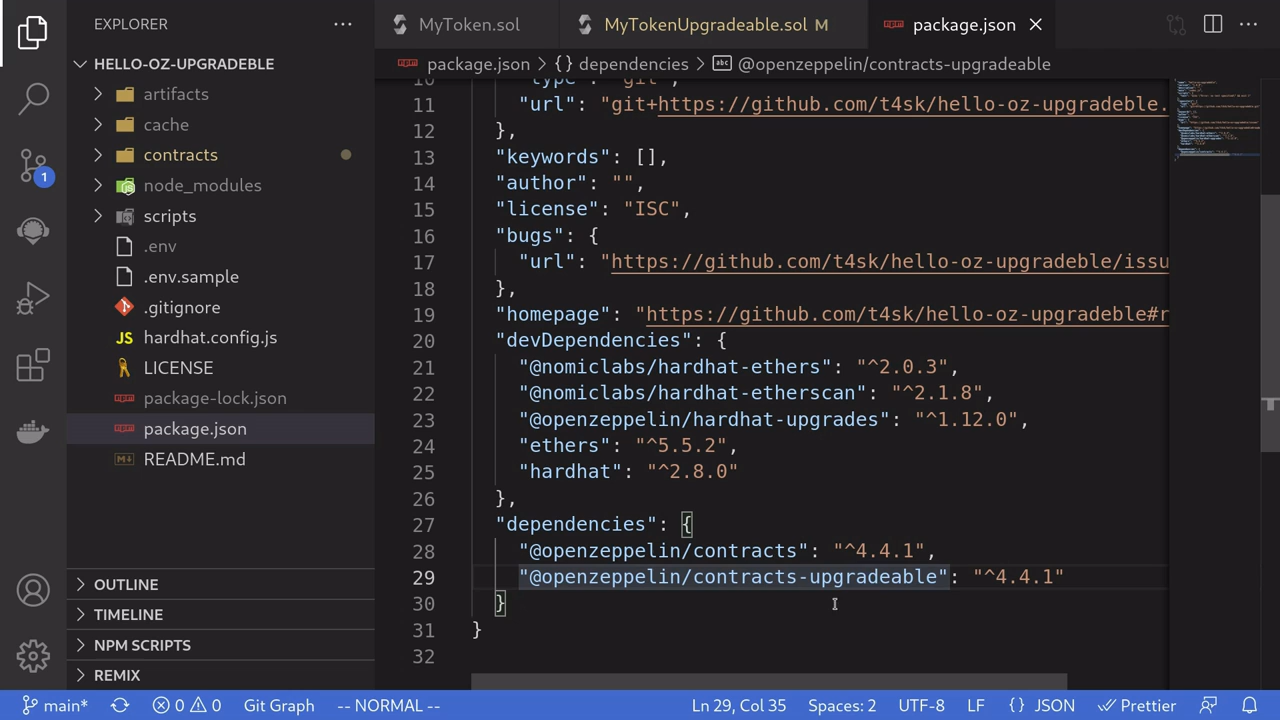 EXPLORER
HELLO-OZ-UPGRADEBLE
artifacts
cache
contracts
node_modules
scripts
.env
.env.sample
.gitignore
JS hardhat.config.js
LICENSE
package-lock.json
package.json
README.md
OUTLINE
TIMELINE
NPM SCRIPTS
REMIX
1
MyToken.sol
MyTokenUpgradeable.sol M
package.json
package.json > {} dependencies > abc @openzeppelin/contracts-upgradeable
10 "type": "git",
11 "url": "git+https://github.com/t4sk/hello-oz-upgradeble.
12 },
13 "keywords": [],
14 "author": "",
15 "license": "ISC",
16 "bugs": {
17 "url": "https://github.com/t4sk/hello-oz-upgradeble/issu
18 },
19 "homepage": "https://github.com/t4sk/hello-oz-upgradeble#r
20 "devDependencies": {
21 "@nomiclabs/hardhat-ethers": "^2.0.3",
22 "@nomiclabs/hardhat-etherscan": "^2.1.8",
23 "@openzeppelin/hardhat-upgrades": "^1.12.0",
24 "ethers": "^5.5.2",
25 "hardhat": "^2.8.0"
26 },
27 "dependencies": {
28 "@openzeppelin/contracts": "^4.4.1",
29 "@openzeppelin/contracts-upgradeable": "^4.4.1"
30 }
31 }
32
main* 0 0 Git Graph -- NORMAL -- Ln 29, Col 35 Spaces: 2 UTF-8 LF {} JSON Prettier